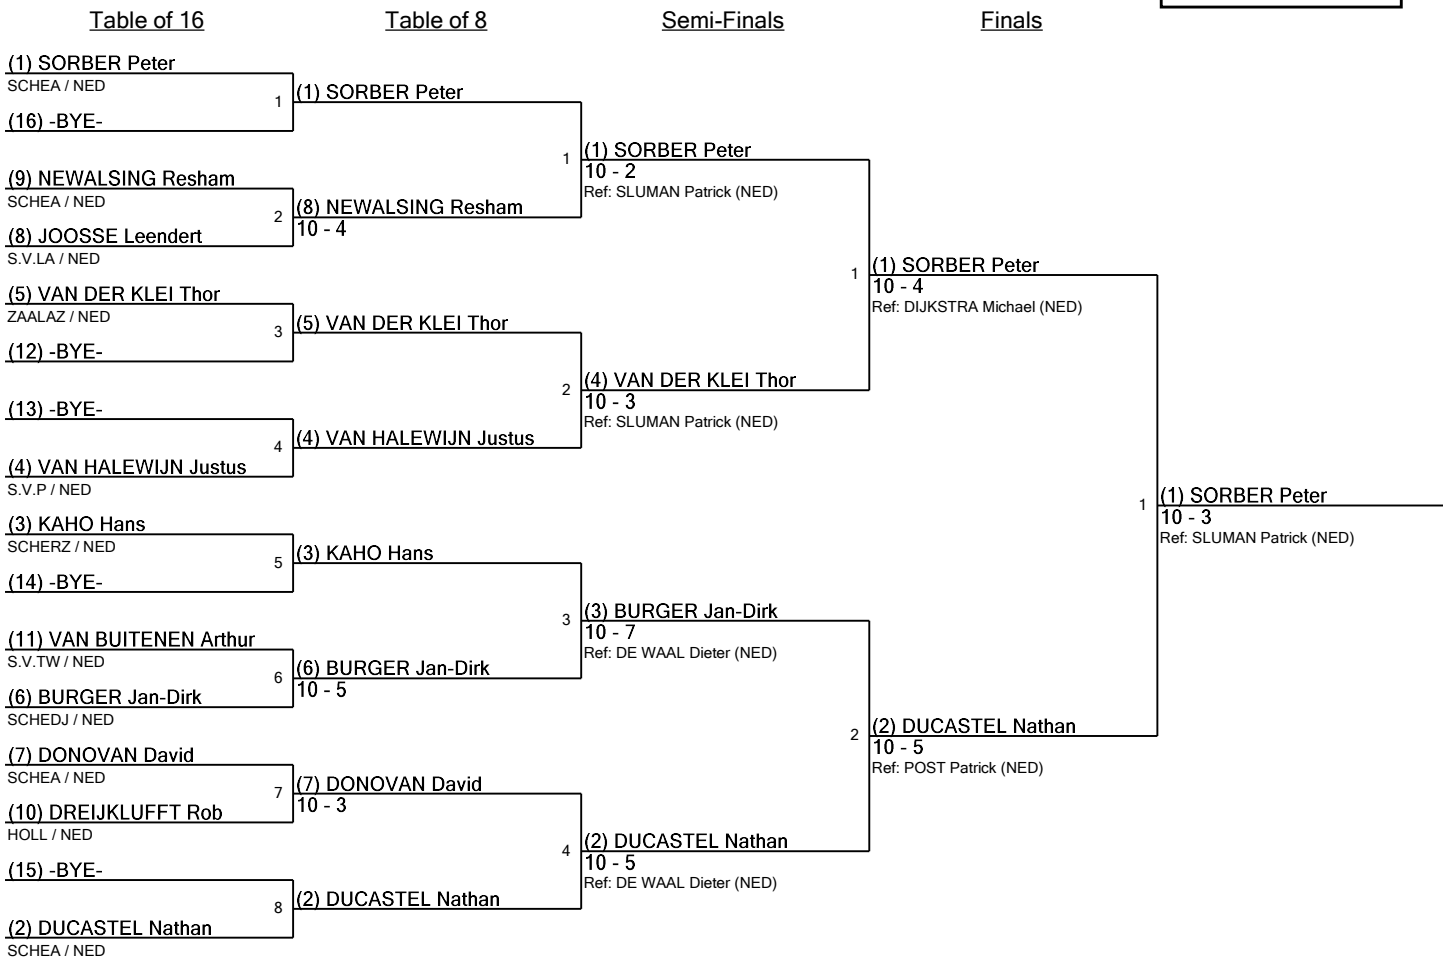 Table of 16
Table of 8
Semi-Finals
Finals
(1) SORBER Peter
SCHEA / NED
1
(16) -BYE-
(9) NEWALSING Resham
SCHEA / NED
2
(8) JOOSSE Leendert
S.V.LA / NED
(5) VAN DER KLEI Thor
ZAALAZ / NED
3
(12) -BYE-
(13) -BYE-
4
(4) VAN HALEWIJN Justus
S.V.P / NED
(3) KAHO Hans
SCHERZ / NED
5
(14) -BYE-
(11) VAN BUITENEN Arthur
S.V.TW / NED
6
(6) BURGER Jan-Dirk
SCHEDJ / NED
(7) DONOVAN David
SCHEA / NED
7
(10) DREIJKLUFFT Rob
HOLL / NED
(15) -BYE-
8
(2) DUCASTEL Nathan
SCHEA / NED
(1) SORBER Peter
1
(8) NEWALSING Resham
10 - 4
(5) VAN DER KLEI Thor
2
(4) VAN HALEWIJN Justus
(3) KAHO Hans
3
(6) BURGER Jan-Dirk
10 - 5
(7) DONOVAN David
10 - 3
4
(2) DUCASTEL Nathan
(1) SORBER Peter
10 - 2
Ref: SLUMAN Patrick (NED)
1
(4) VAN DER KLEI Thor
10 - 3
Ref: SLUMAN Patrick (NED)
(3) BURGER Jan-Dirk
10 - 7
Ref: DE WAAL Dieter (NED)
2
(2) DUCASTEL Nathan
10 - 5
Ref: DE WAAL Dieter (NED)
(1) SORBER Peter
10 - 4
Ref: DIJKSTRA Michael (NED)
1
(2) DUCASTEL Nathan
10 - 5
Ref: POST Patrick (NED)
(1) SORBER Peter
10 - 3
Ref: SLUMAN Patrick (NED)